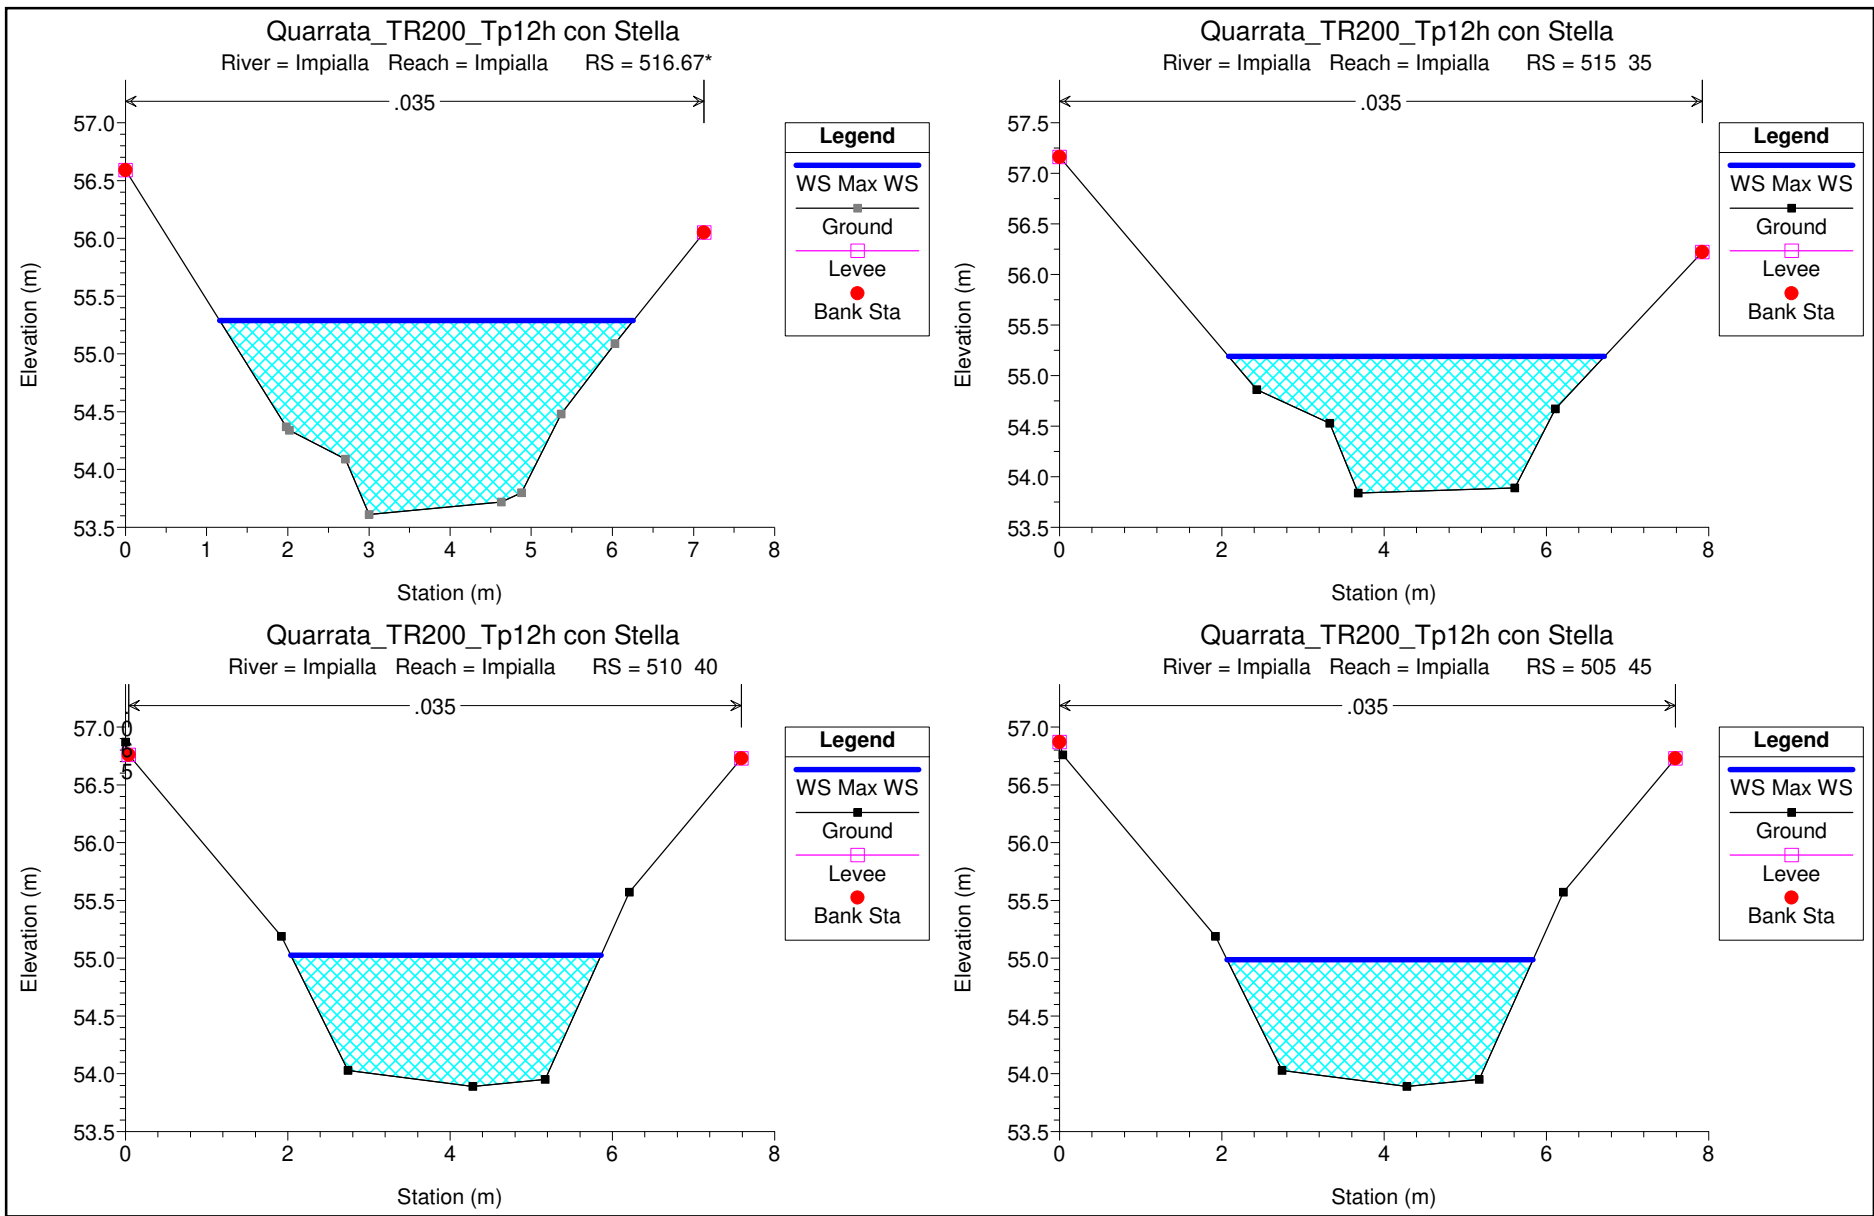 Quarrata_TR200_Tp12h con Stella
River = Impialla Reach = Impialla RS = 516.67*
.035
57.0
56.5
56.0
55.5
55.0
54.5
54.0
53.5
0 1 2 3 4 5 6 7 8
Station (m)
Elevation (m)
Legend
WS Max WS
Ground
Levee
Bank Sta
Quarrata_TR200_Tp12h con Stella
River = Impialla Reach = Impialla RS = 515 35
.035
57.5
57.0
56.5
56.0
55.5
55.0
54.5
54.0
53.5
0 2 4 6 8
Station (m)
Elevation (m)
Legend
WS Max WS
Ground
Levee
Bank Sta
Quarrata_TR200_Tp12h con Stella
River = Impialla Reach = Impialla RS = 510 40
.035
.035
57.0
56.5
56.0
55.5
55.0
54.5
54.0
53.5
0 2 4 6 8
Station (m)
Elevation (m)
Legend
WS Max WS
Ground
Levee
Bank Sta
Quarrata_TR200_Tp12h con Stella
River = Impialla Reach = Impialla RS = 505 45
.035
57.0
56.5
56.0
55.5
55.0
54.5
54.0
53.5
0 2 4 6 8
Station (m)
Elevation (m)
Legend
WS Max WS
Ground
Levee
Bank Sta